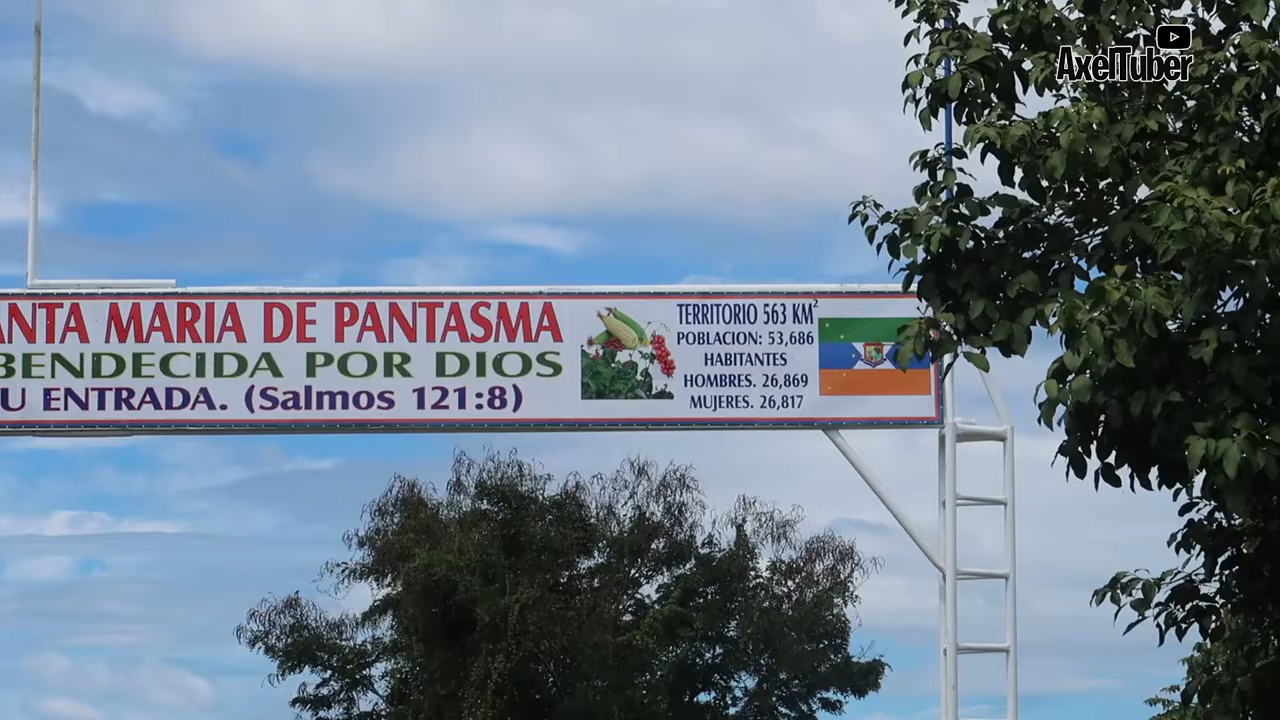 AxelTuber
ANTA MARIA DE PANTASMA
BENDECIDA POR DIOS
U ENTRADA. (Salmos 121:8)
TERRITORIO 563 KM²
POBLACION: 53,686
HABITANTES
HOMBRES. 26,869
MUJERES. 26,817